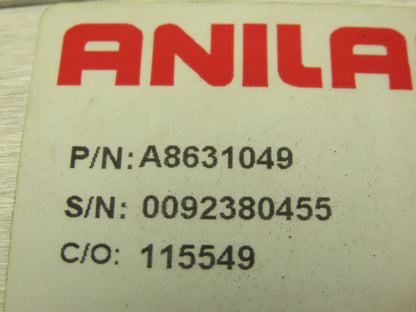 ANILA
P/N: A8631049
S/N: 0092380455
C/O: 115549